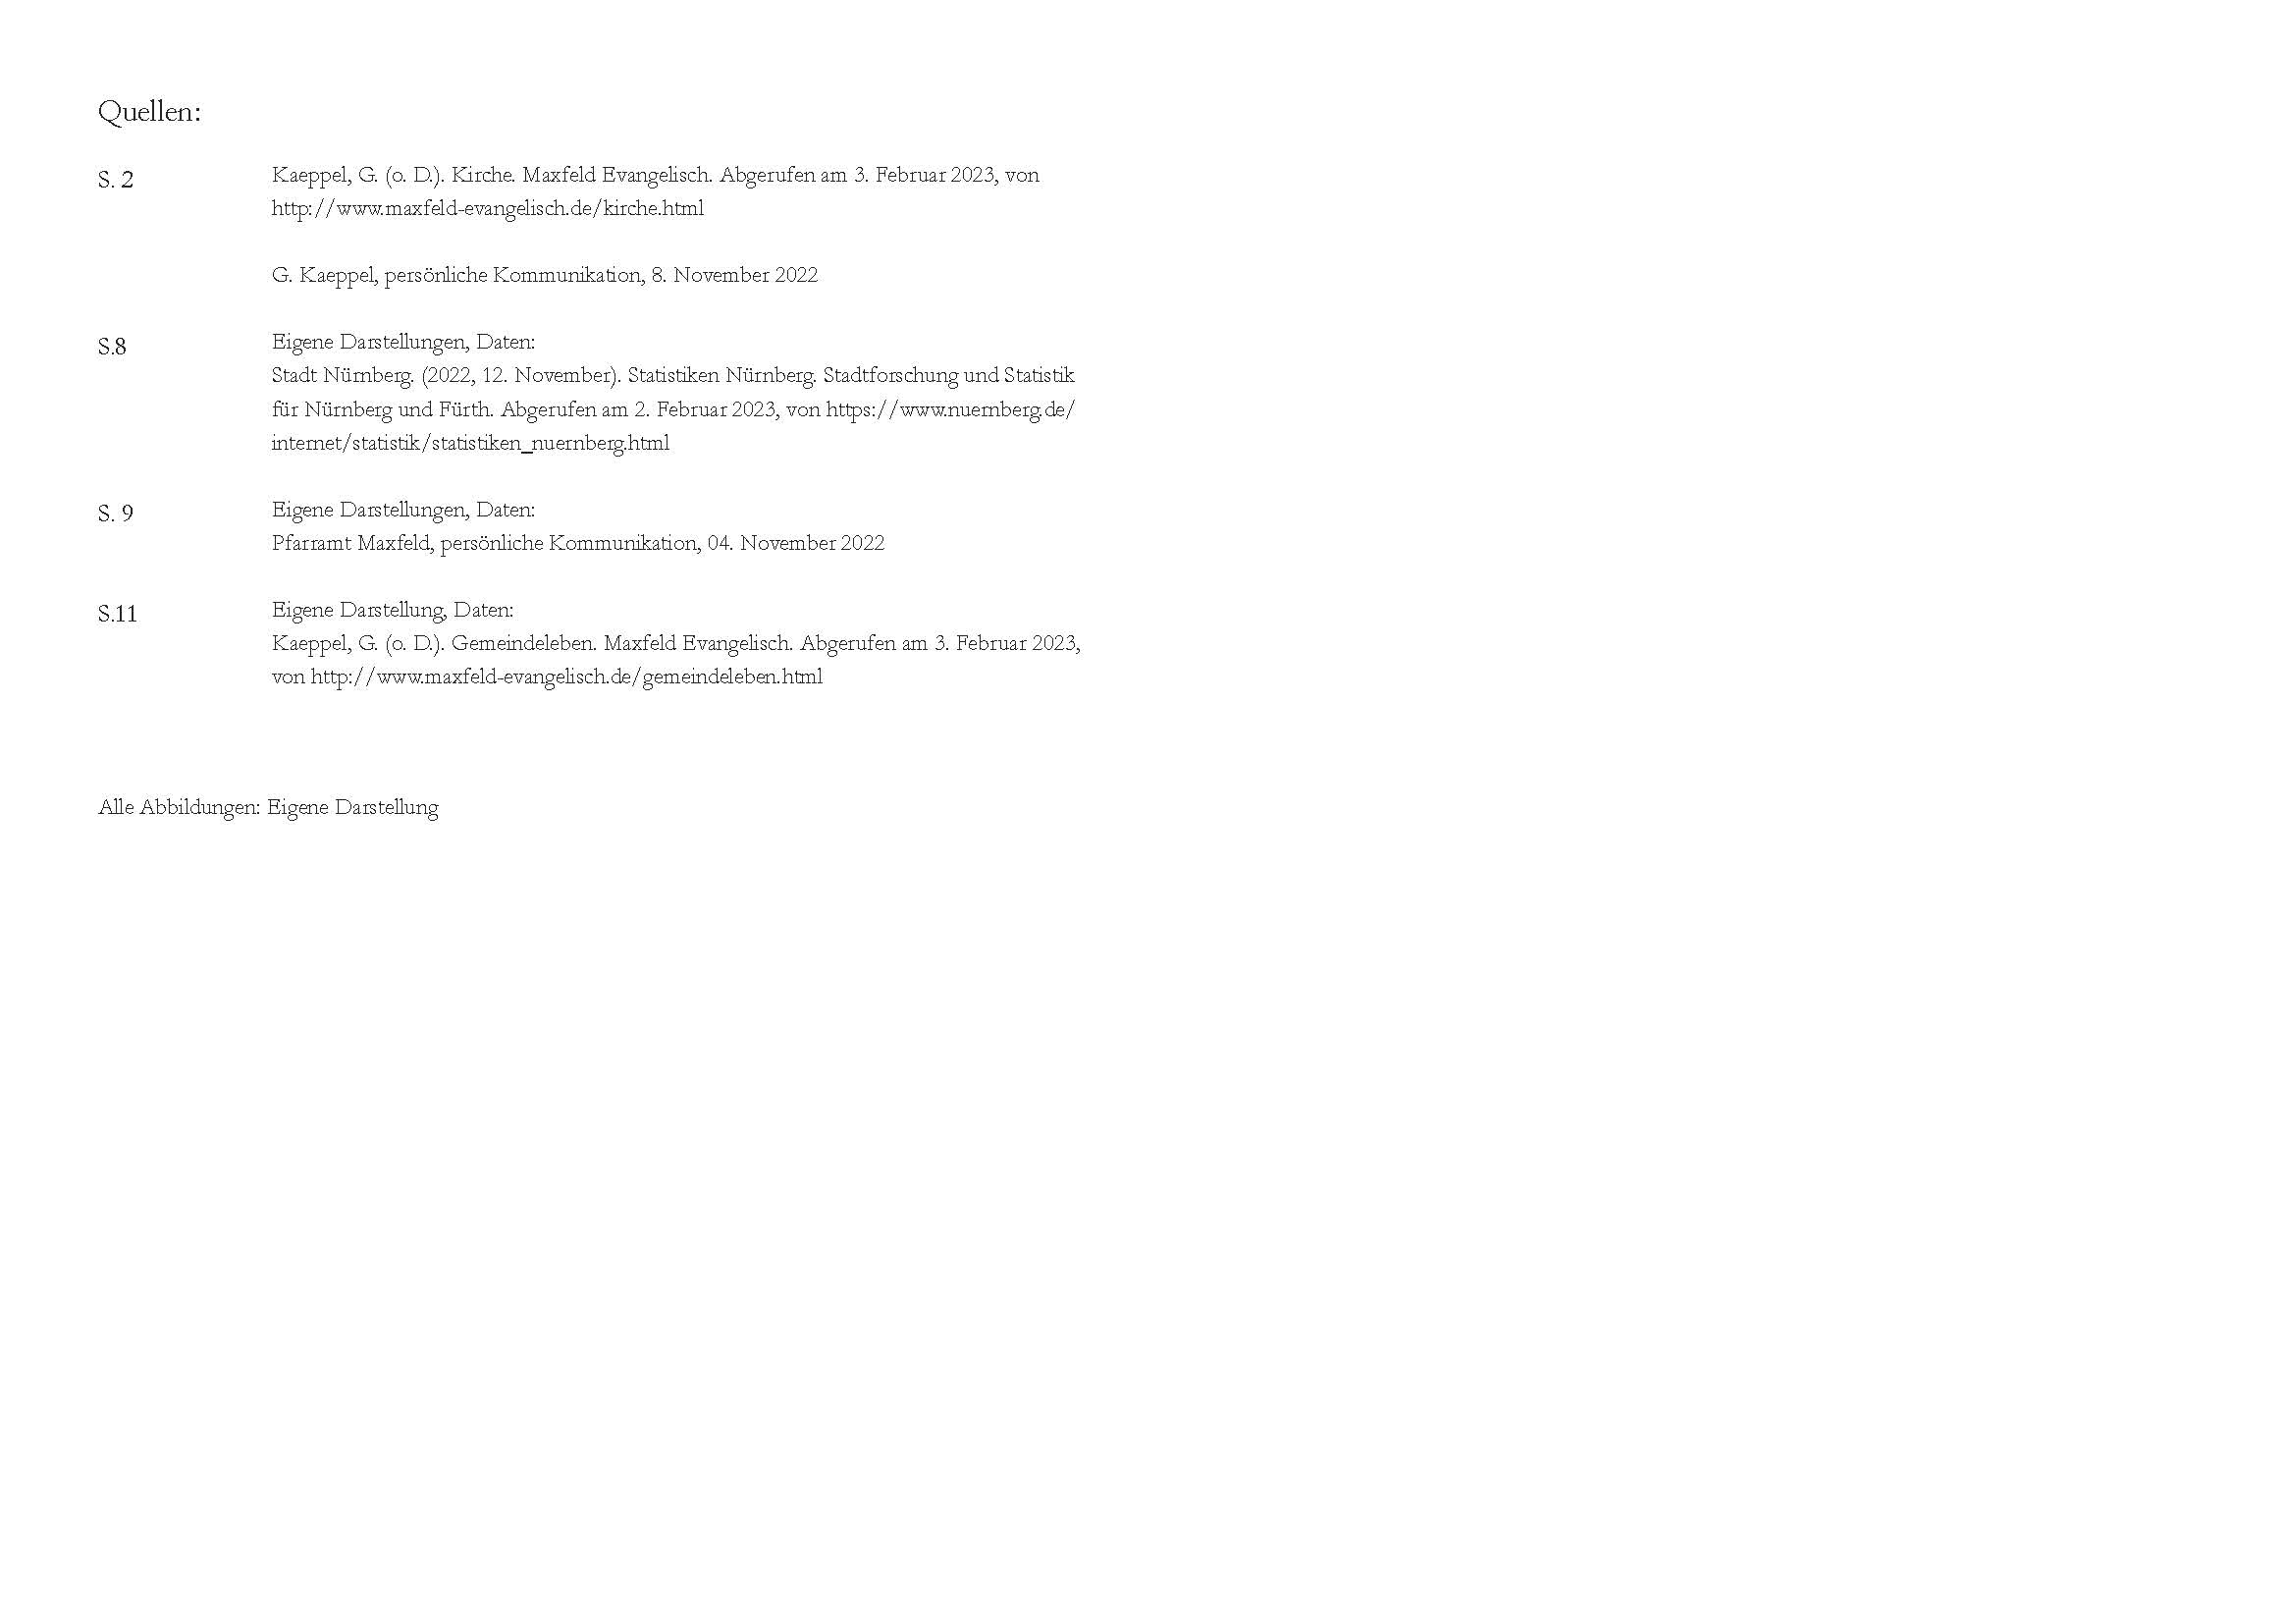 Quellen:
S. 2 Kaeppel, G. (o. D.). Kirche. Maxfeld Evangelisch. Abgerufen am 3. Februar 2023, von
http://www.maxfeld-evangelisch.de/kirche.html
G. Kaeppel, persönliche Kommunikation, 8. November 2022
S.8 Eigene Darstellungen, Daten:
Stadt Nürnberg. (2022, 12. November). Statistiken Nürnberg. Stadtforschung und Statistik
für Nürnberg und Fürth. Abgerufen am 2. Februar 2023, von https://www.nuernberg.de/
internet/statistik/statistiken_nuernberg.html
S. 9 Eigene Darstellungen, Daten:
Pfarramt Maxfeld, persönliche Kommunikation, 04. November 2022
S.11 Eigene Darstellung, Daten:
Kaeppel, G. (o. D.). Gemeindeleben. Maxfeld Evangelisch. Abgerufen am 3. Februar 2023,
von http://www.maxfeld-evangelisch.de/gemeindeleben.html
Alle Abbildungen: Eigene Darstellung